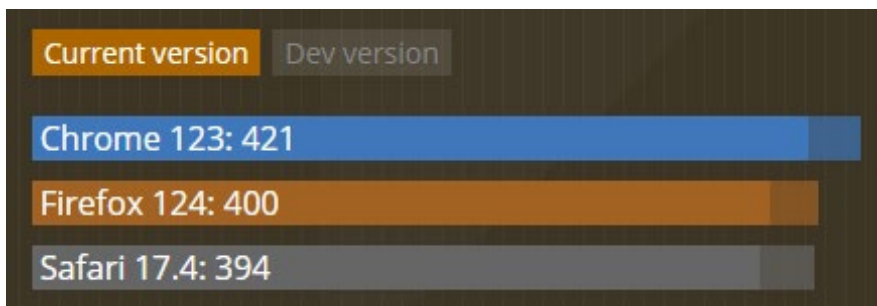 Current version Dev version
Chrome 123: 421
Firefox 124: 400
Safari 17.4: 394